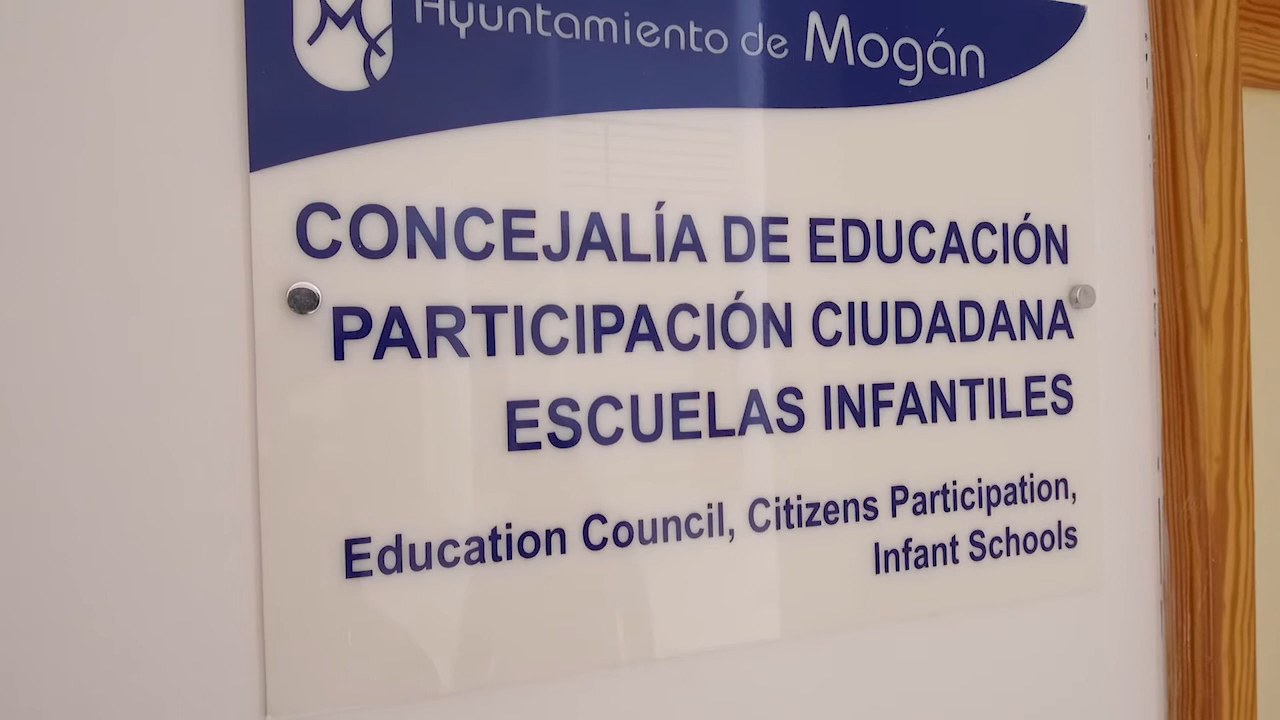 Ayuntamiento de Mogán
CONCEJALÍA DE EDUCACIÓN
PARTICIPACIÓN CIUDADANA
ESCUELAS INFANTILES
Education Council, Citizens Participation,
Infant Schools